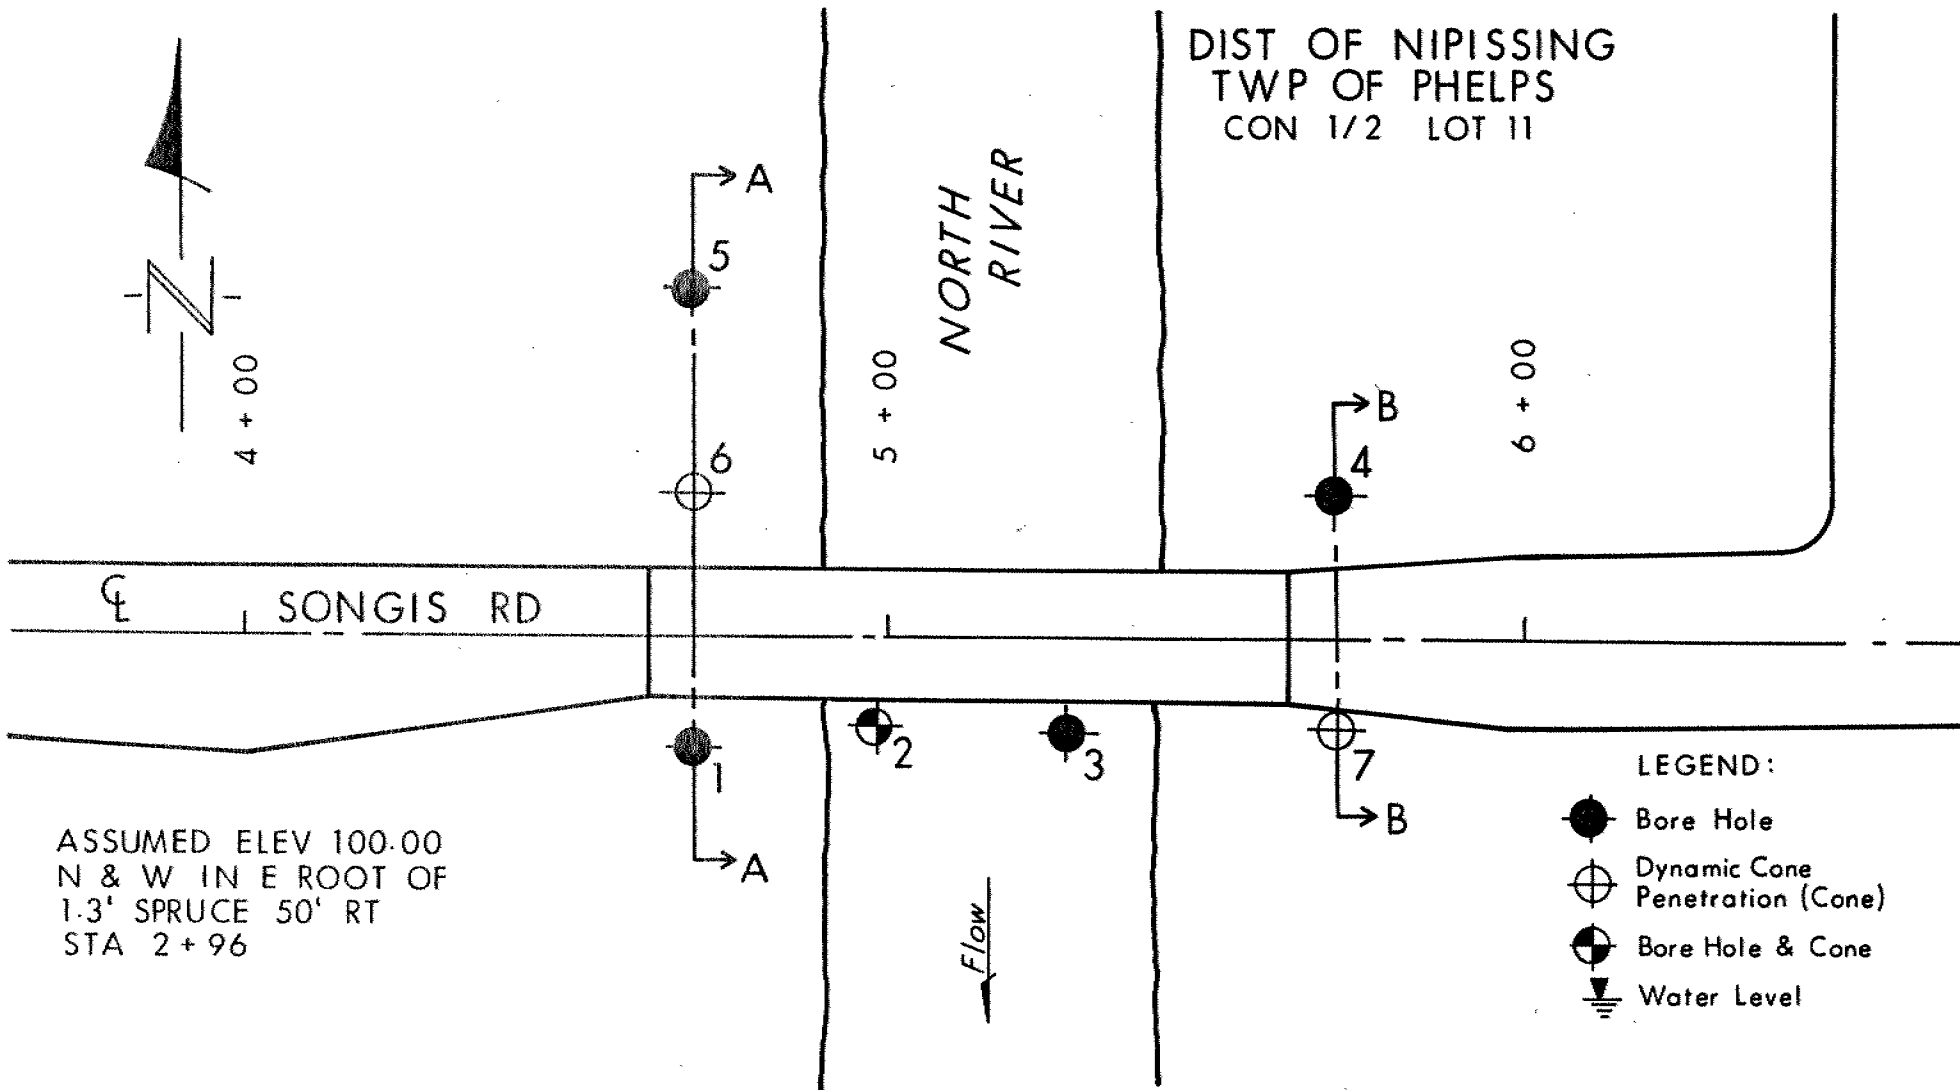 DIST OF NIPISSING
TWP OF PHELPS
CON 1/2 LOT 11
N
NORTH
RIVER
A
5
6
4 + 00
5 + 00
6 + 00
B
4
℄ SONGIS RD
1
2
3
7
A
B
ASSUMED ELEV 100.00
N & W IN E ROOT OF
1.3' SPRUCE 50' RT
STA 2 + 96
Flow
LEGEND:
Bore Hole
Dynamic Cone
Penetration (Cone)
Bore Hole & Cone
Water Level